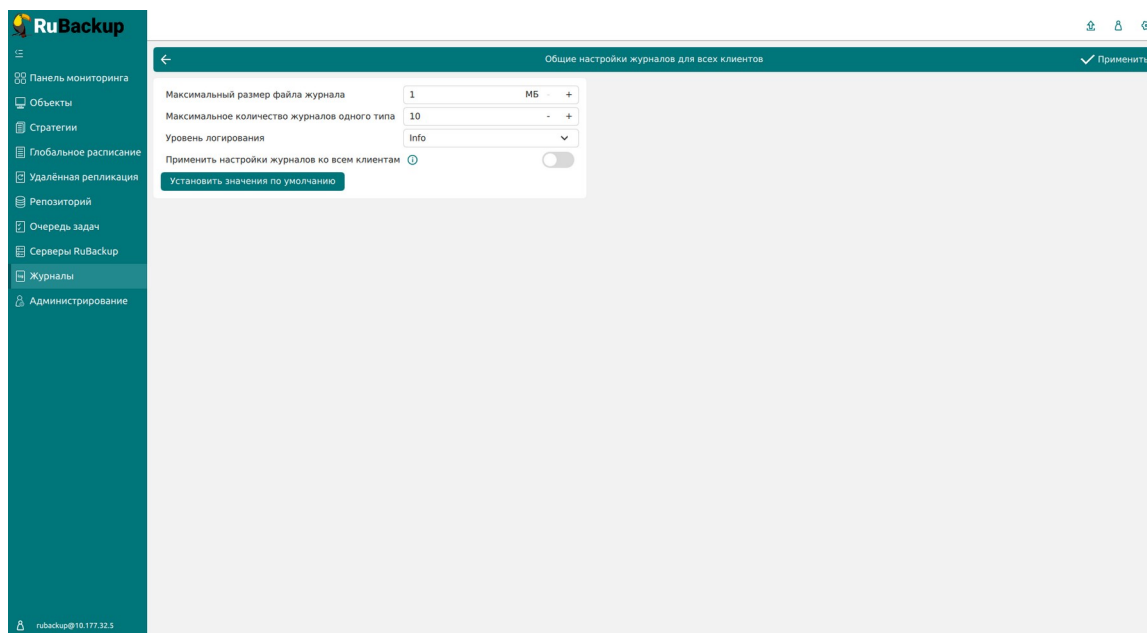 RuBackup
Общие настройки журналов для всех клиентов
Применить
Панель мониторинга
Объекты
Стратегии
Глобальное расписание
Удалённая репликация
Репозиторий
Очередь задач
Серверы RuBackup
Журналы
Администрирование
Максимальный размер файла журнала 1 МБ - +
Максимальное количество журналов одного типа 10 - +
Уровень логирования Info
Применить настройки журналов ко всем клиентам
Установить значения по умолчанию
rubackup@10.177.32.5